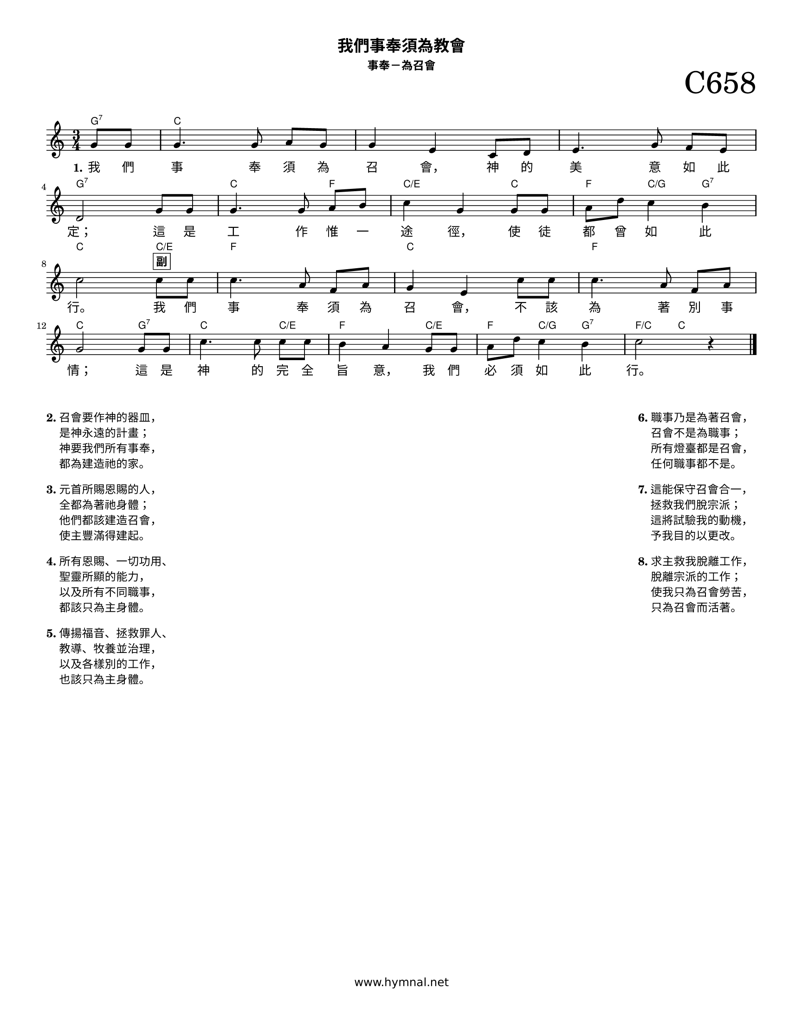 我們事奉須為教會
事奉－為召會
C658
G7 C
3
4
1. 我 們 事 奉 須 為 召 會， 神 的 美 意 如 此
4 G7 C F C/E C F C/G G7
定； 這 是 工 作 惟 一 途 徑， 使 徒 都 曾 如 此
C C/E F C F
8 副
行。 我 們 事 奉 須 為 召 會， 不 該 為 著 別 事
12 C G7 C C/E F C/E F C/G G7 F/C C
情； 這 是 神 的 完 全 旨 意， 我 們 必 須 如 此 行。
2. 召會要作神的器皿，
是神永遠的計畫；
神要我們所有事奉，
都為建造祂的家。
3. 元首所賜恩賜的人，
全都為著祂身體；
他們都該建造召會，
使主豐滿得建起。
4. 所有恩賜、一切功用、
聖靈所顯的能力，
以及所有不同職事，
都該只為主身體。
5. 傳揚福音、拯救罪人、
教導、牧養並治理，
以及各樣別的工作，
也該只為主身體。
6. 職事乃是為著召會，
召會不是為職事；
所有燈臺都是召會，
任何職事都不是。
7. 這能保守召會合一，
拯救我們脫宗派；
這將試驗我的動機，
予我目的以更改。
8. 求主救我脫離工作，
脫離宗派的工作；
使我只為召會勞苦，
只為召會而活著。
www.hymnal.net